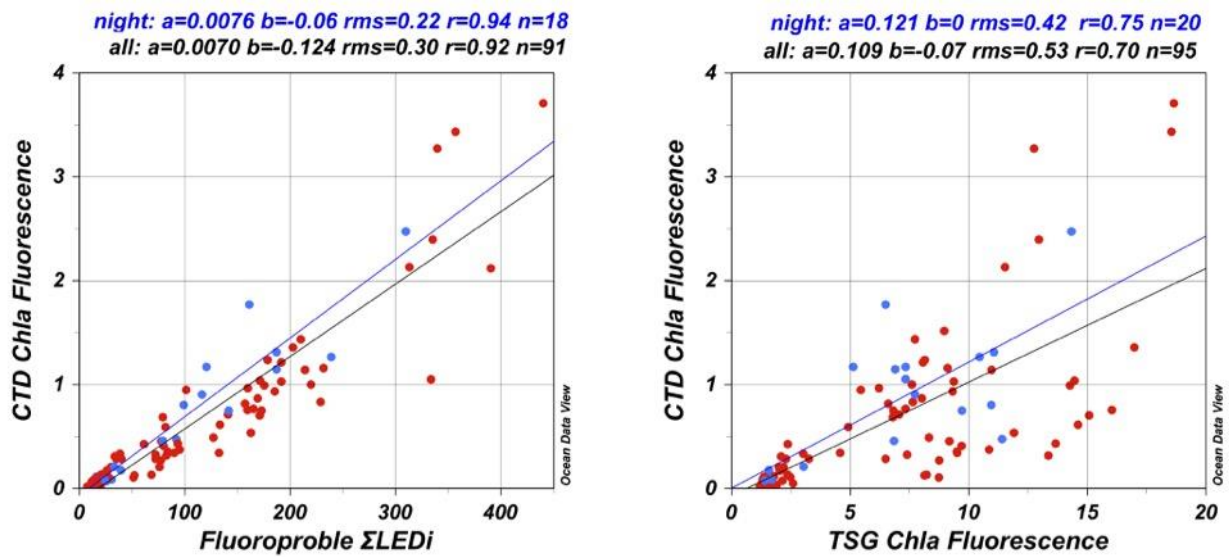 night: a=0.0076 b=-0.06 rms=0.22 r=0.94 n=18
all: a=0.0070 b=-0.124 rms=0.30 r=0.92 n=91
4
3
2
1
0
CTD Chla Fluorescence
0
100
200
300
400
Fluoroproble ΣLEDi
Ocean Data View
night: a=0.121 b=0 rms=0.42 r=0.75 n=20
all: a=0.109 b=-0.07 rms=0.53 r=0.70 n=95
4
3
2
1
0
CTD Chla Fluorescence
0
5
10
15
20
TSG Chla Fluorescence
Ocean Data View